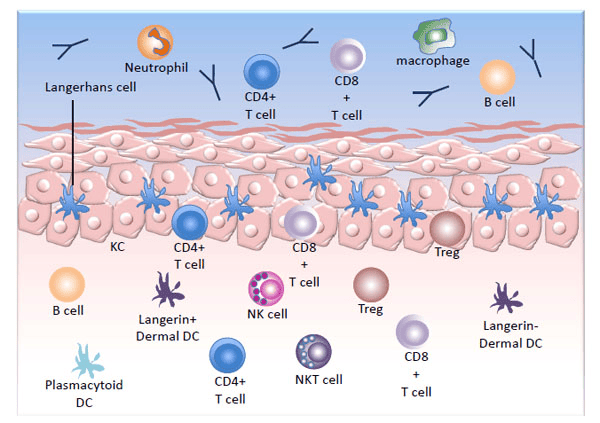 Neutrophil
Langerhans cell
CD4+
T cell
CD8
+
T cell
macrophage
B cell
KC
CD4+
T cell
CD8
+
T cell
Treg
B cell
Langerin+
Dermal DC
NK cell
Treg
Langerin-
Dermal DC
Plasmacytoid
DC
CD4+
T cell
NKT cell
CD8
+
T cell